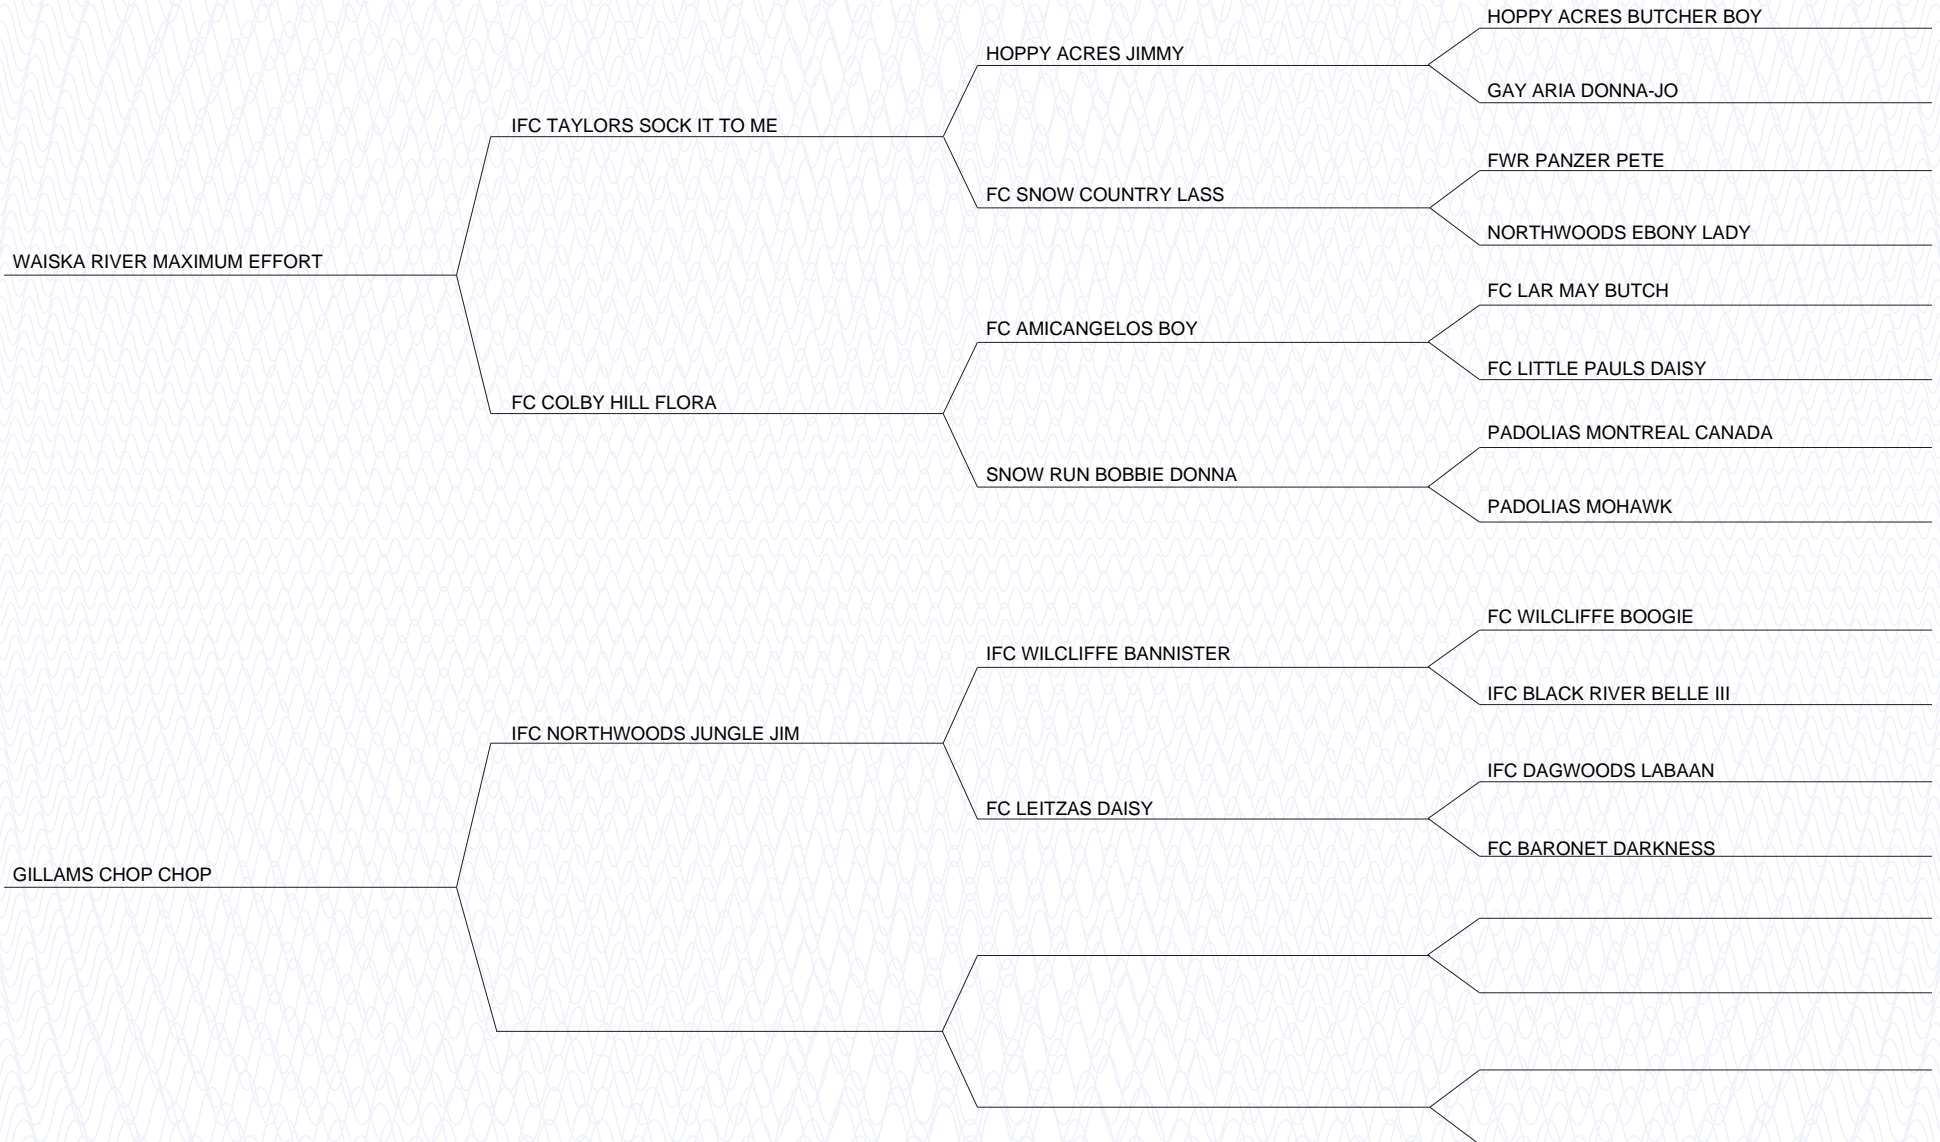 HOPPY ACRES BUTCHER BOY
HOPPY ACRES JIMMY
GAY ARIA DONNA-JO
IFC TAYLORS SOCK IT TO ME
FWR PANZER PETE
FC SNOW COUNTRY LASS
NORTHWOODS EBONY LADY
WAISKA RIVER MAXIMUM EFFORT
FC LAR MAY BUTCH
FC AMICANGELOS BOY
FC LITTLE PAULS DAISY
FC COLBY HILL FLORA
PADOLIAS MONTREAL CANADA
SNOW RUN BOBBIE DONNA
PADOLIAS MOHAWK
FC WILCLIFFE BOOGIE
IFC WILCLIFFE BANNISTER
IFC BLACK RIVER BELLE III
IFC NORTHWOODS JUNGLE JIM
IFC DAGWOODS LABAAN
FC LEITZAS DAISY
FC BARONET DARKNESS
GILLAMS CHOP CHOP